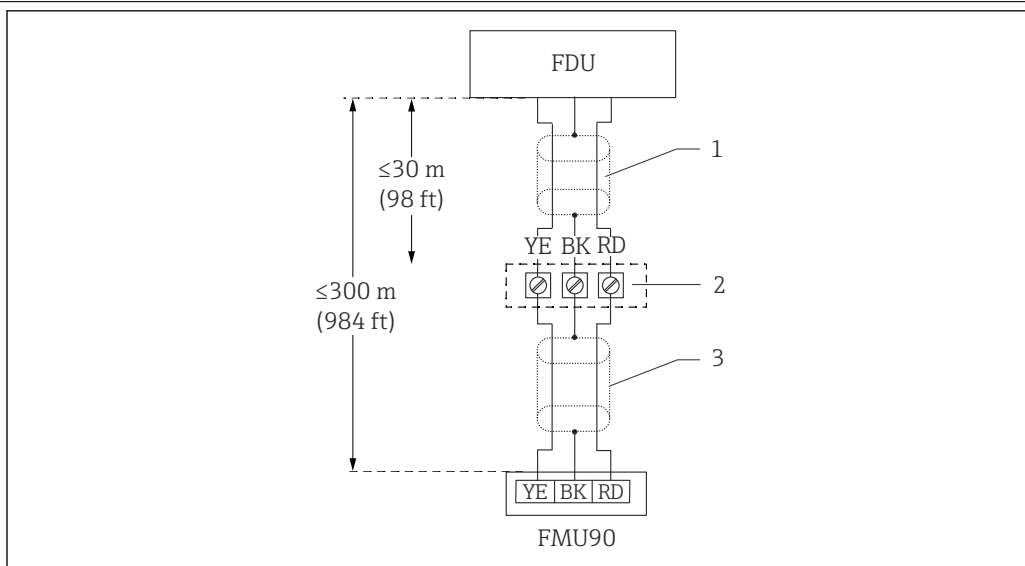 FDU
1
≤30 m
(98 ft)
YE BK RD
2
≤300 m
(984 ft)
3
YE BK RD
FMU90